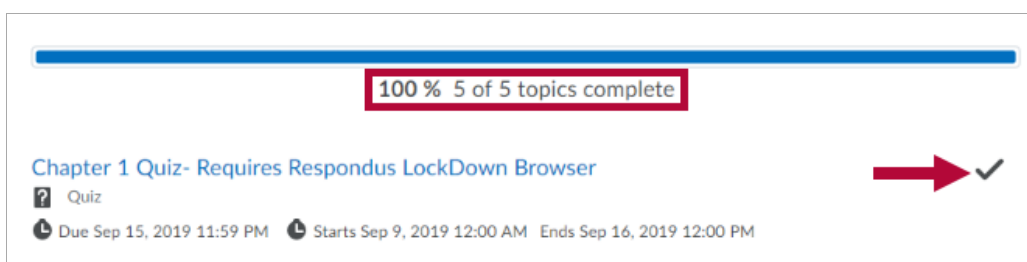 100 % 5 of 5 topics complete
Chapter 1 Quiz- Requires Respondus LockDown Browser
Quiz
Due Sep 15, 2019 11:59 PM Starts Sep 9, 2019 12:00 AM Ends Sep 16, 2019 12:00 PM